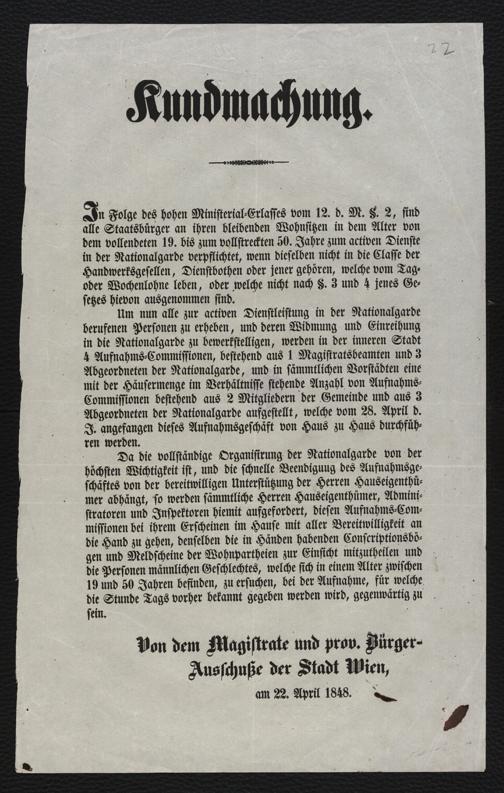 22
Kundmachung.
In Folge des hohen Ministerial-Erlasses vom 12. d. M. §. 2, sind
alle Staatsbürger an ihren bleibenden Wohnsitzen in dem Alter von
dem vollendeten 19. bis zum vollstreckten 50. Jahre zum activen Dienste
in der Nationalgarde verpflichtet, wenn dieselben nicht in die Classe der
Handwerksgesellen, Dienstbothen oder jener gehören, welche vom Tag-
oder Wochenlohne leben, oder welche nicht nach §. 3 und 4 jenes Ge-
setzes hievon ausgenommen sind.
Um nun alle zur activen Dienstleistung in der Nationalgarde
berufenen Personen zu erheben, und deren Widmung und Einreihung
in die Nationalgarde zu bewerkstelligen, werden in der inneren Stadt
4 Aufnahms-Commissionen, bestehend aus 1 Magistratsbeamten und 3
Abgeordneten der Nationalgarde, und in sämmtlichen Vorstädten eine
mit der Häusermenge im Verhältnisse stehende Anzahl von Aufnahms-
Commissionen bestehend aus 2 Mitgliedern der Gemeinde und aus 3
Abgeordneten der Nationalgarde aufgestellt, welche vom 28. April d.
J. angefangen dieses Aufnahmsgeschäft von Haus zu Haus durchfüh-
ren werden.
Da die vollständige Organisirung der Nationalgarde von der
höchsten Wichtigkeit ist, und die schnelle Beendigung des Aufnahmsge-
schäftes von der bereitwilligen Unterstützung der Herren Hauseigenthü-
mer abhängt, so werden sämmtliche Herren Hauseigenthümer, Admini-
stratoren und Inspektoren hiemit aufgefordert, diesen Aufnahms-Com-
missionen bei ihrem Erscheinen im Hause mit aller Bereitwilligkeit an
die Hand zu gehen, denselben die in Händen habenden Conscriptionsbö-
gen und Meldscheine der Wohnpartheien zur Einsicht mitzutheilen und
die Personen männlichen Geschlechtes, welche sich in einem Alter zwischen
19 und 50 Jahren befinden, zu ersuchen, bei der Aufnahme, für welche
die Stunde Tags vorher bekannt gegeben werden wird, gegenwärtig zu
sein.
Von dem Magistrate und prov. Bürger-
Ausschuße der Stadt Wien,
am 22. April 1848.